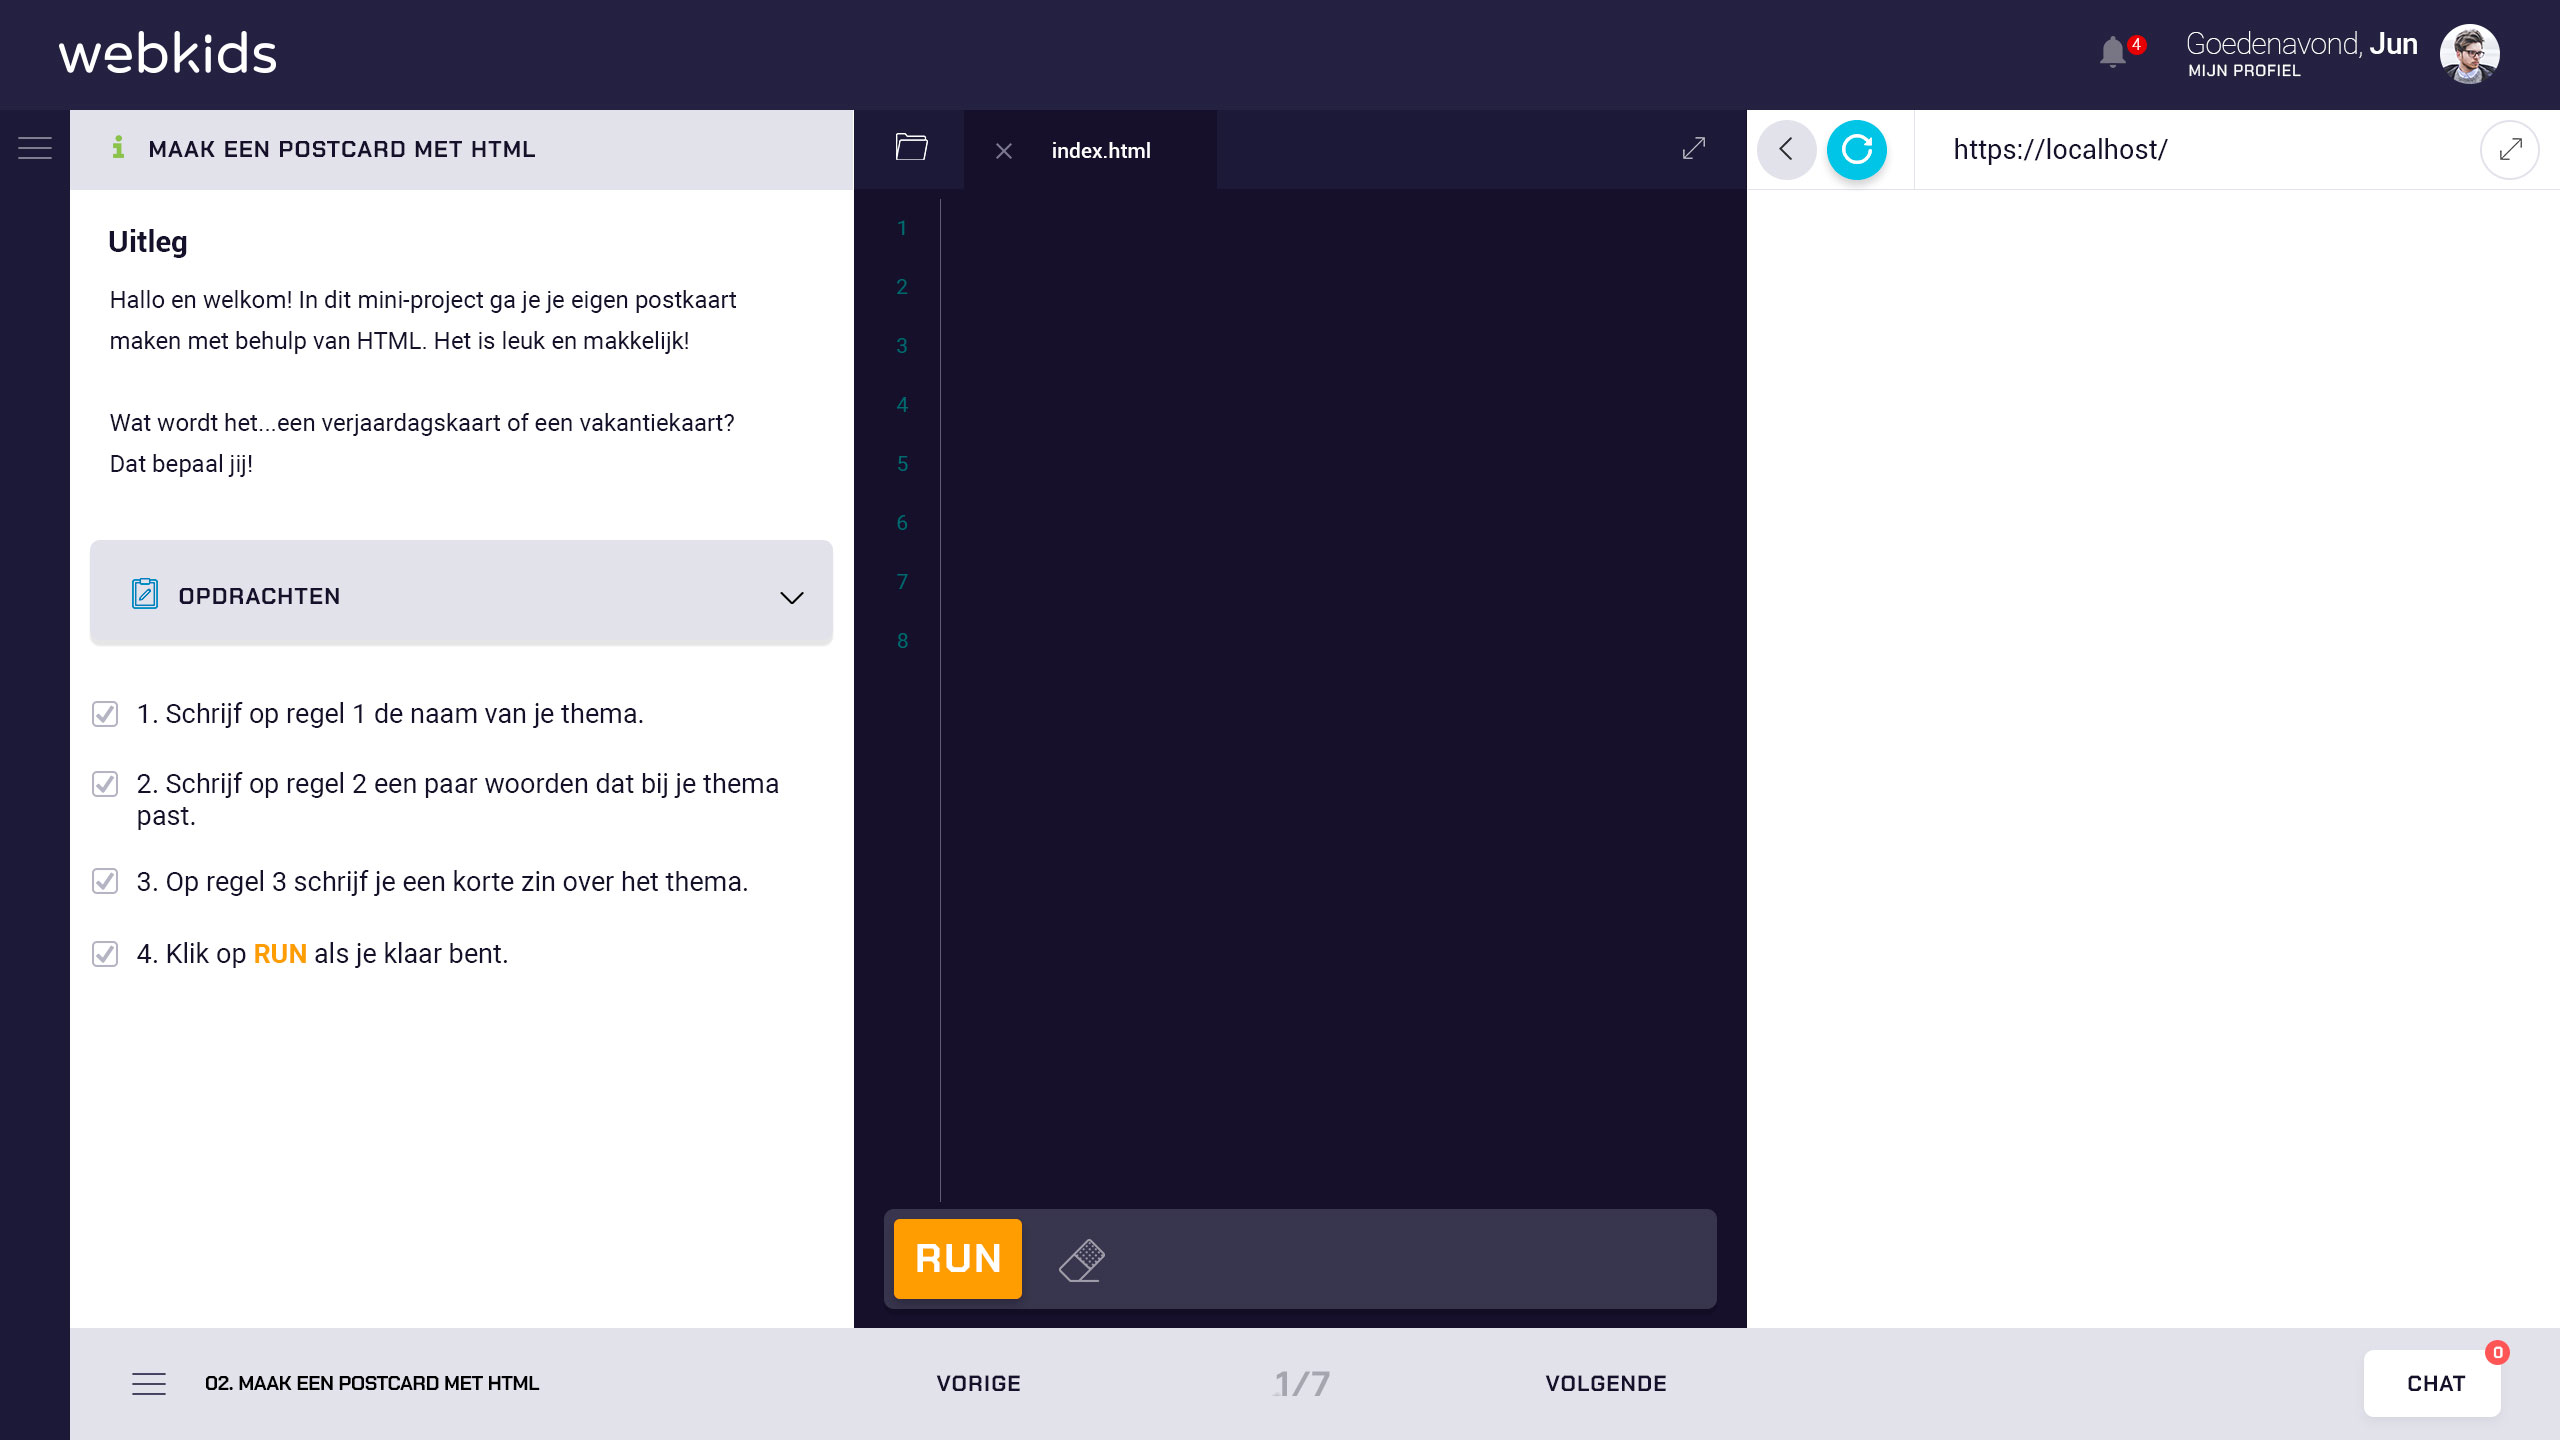 webkids
4
Goedenavond, Jun
MIJN PROFIEL
MAAK EEN POSTCARD MET HTML
index.html
https://localhost/
Uitleg
Hallo en welkom! In dit mini-project ga je je eigen postkaart
maken met behulp van HTML. Het is leuk en makkelijk!
Wat wordt het...een verjaardagskaart of een vakantiekaart?
Dat bepaal jij!
OPDRACHTEN
1. Schrijf op regel 1 de naam van je thema.
2. Schrijf op regel 2 een paar woorden dat bij je thema
past.
3. Op regel 3 schrijf je een korte zin over het thema.
4. Klik op RUN als je klaar bent.
1
2
3
4
5
6
7
8
RUN
02. MAAK EEN POSTCARD MET HTML
VORIGE
1/7
VOLGENDE
CHAT
0